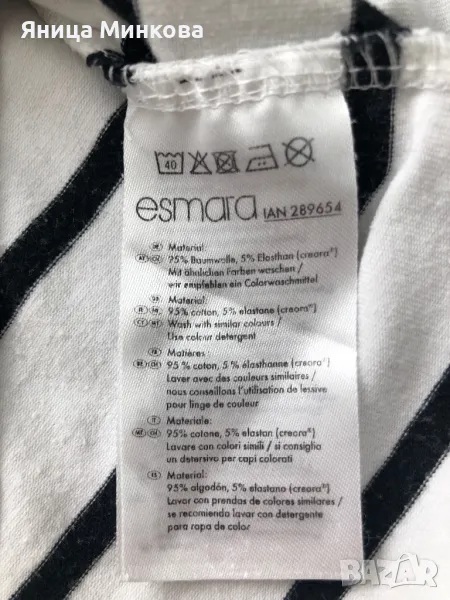 Яница Минкова
40
esmara IAN 289654
Material:
95% Baumwolle, 5% Elasthan (creora®)
Mit ähnlichen Farben waschen /
wir empfehlen ein Colorwaschmittel
Material:
95% cotton, 5% elastane (creora®)
Wash with similar colours /
Use colour detergent
Matières:
95 % coton, 5 % élasthanne (creora®)
Laver avec des couleurs similaires /
nous conseillons l'utilisation de lessive
pour linge de couleur
Materiale:
95% cotone, 5% elastan (creora®)
Lavare con colori simili / si consiglia
un detersivo per capi colorati
Material:
95% algodón, 5% elastano (creora®)
Lavar con prendas de colores similares /
se recomienda lavar con detergente
para ropa de color
BAZAR